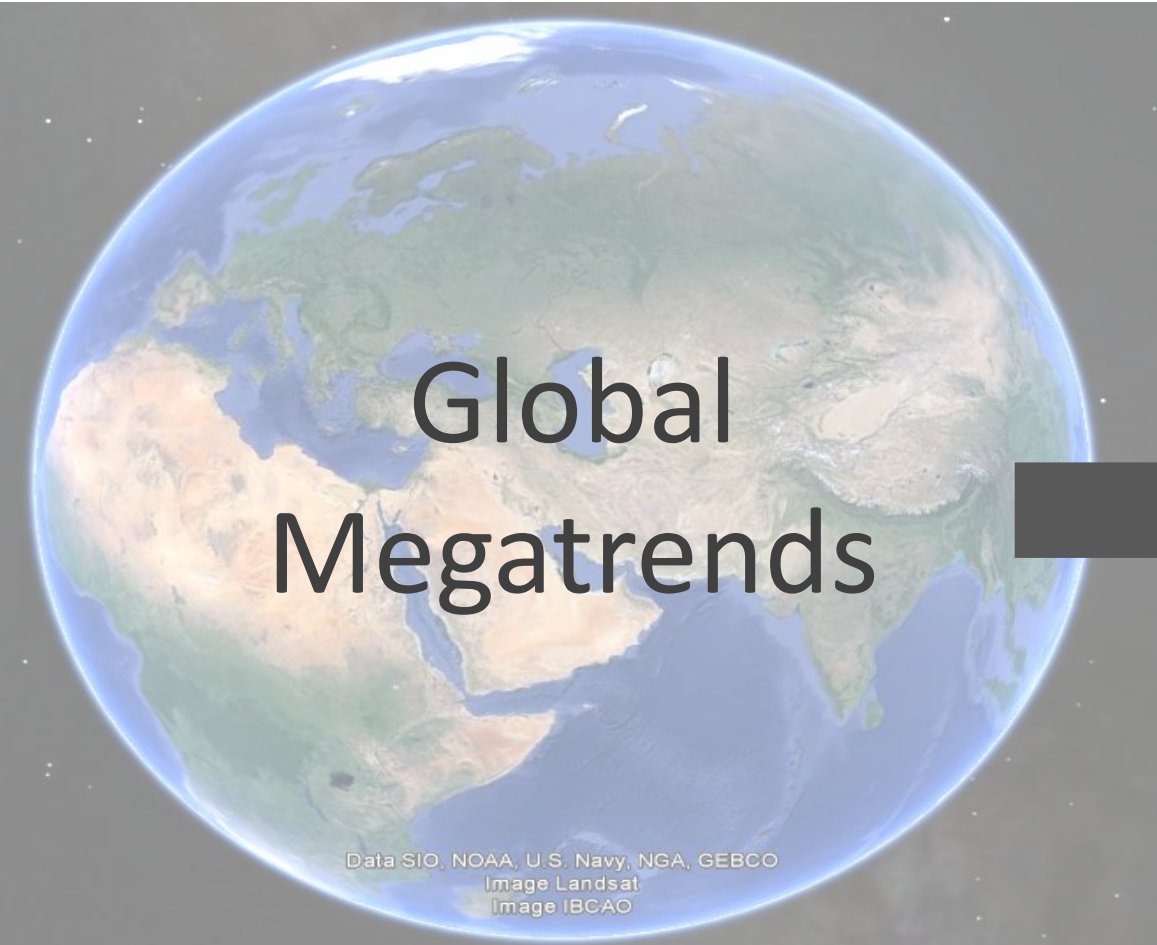 Global
Megatrends
Data SIO, NOAA, U.S. Navy, NGA, GEBCO
Image Landsat
Image IBCAO